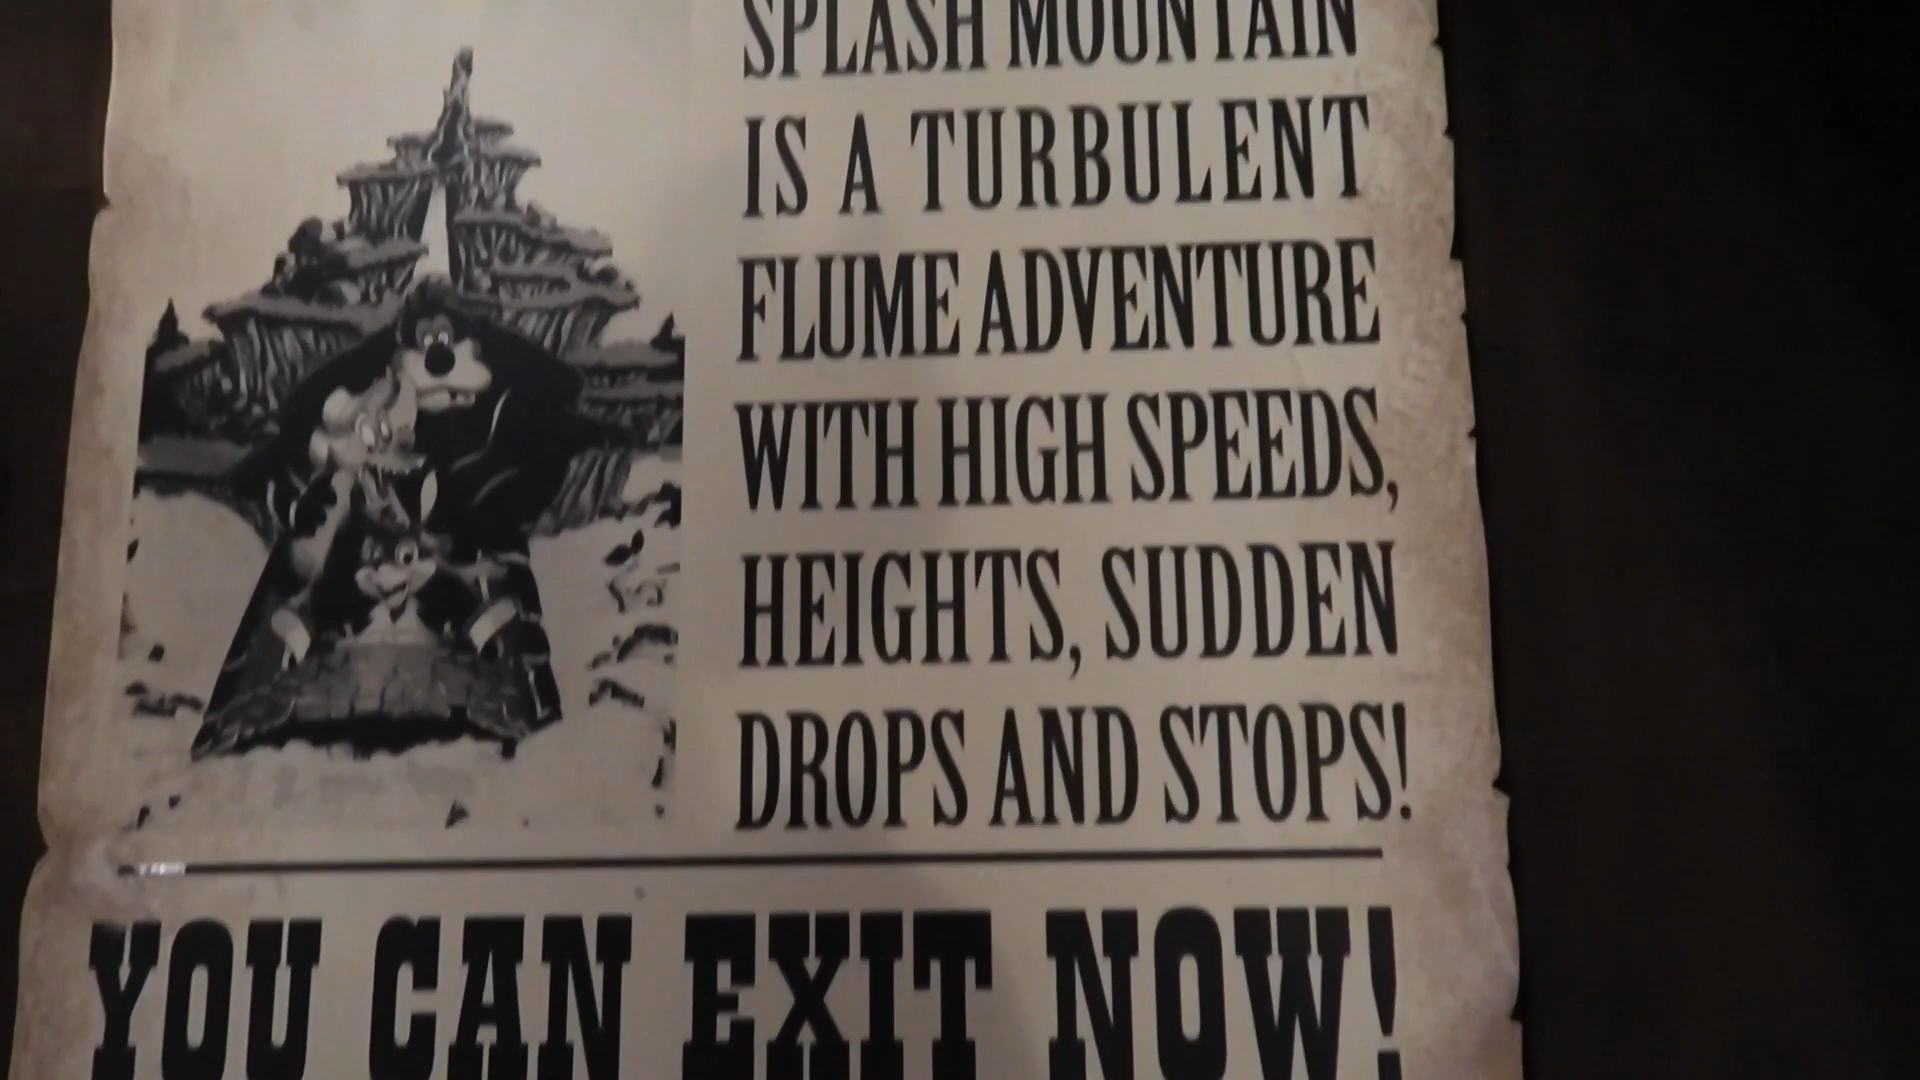 SPLASH MOUNTAIN
IS A TURBULENT
FLUME ADVENTURE
WITH HIGH SPEEDS,
HEIGHTS, SUDDEN
DROPS AND STOPS!
YOU CAN EXIT NOW!